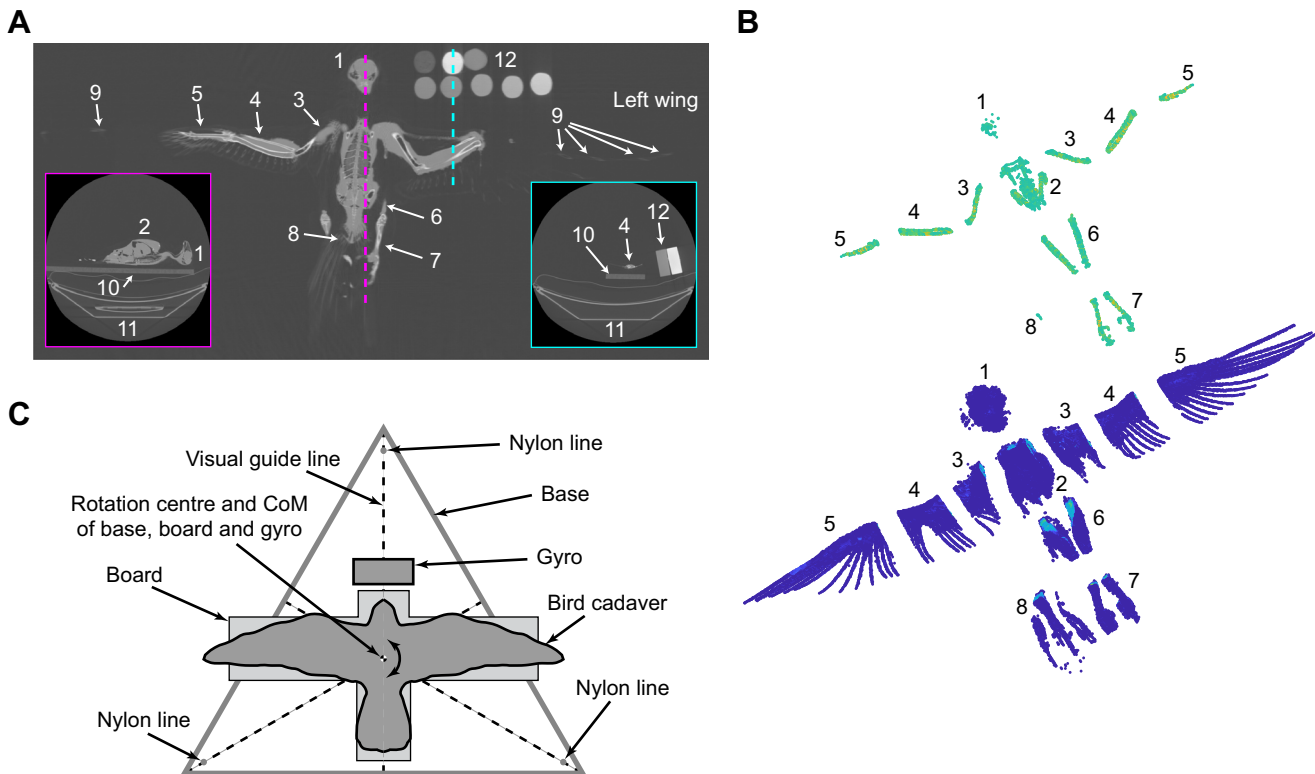 A
1
12
9
5
4
3
Left wing
9
6
8
7
2
1
10
11
12
4
10
11
B
5
1
4
3
3
2
4
5
6
7
8
5
1
4
3
3
2
4
5
6
7
8
C
Nylon line
Visual guide line
Base
Rotation centre and CoM
of base, board and gyro
Gyro
Board
Bird cadaver
Nylon line
Nylon line